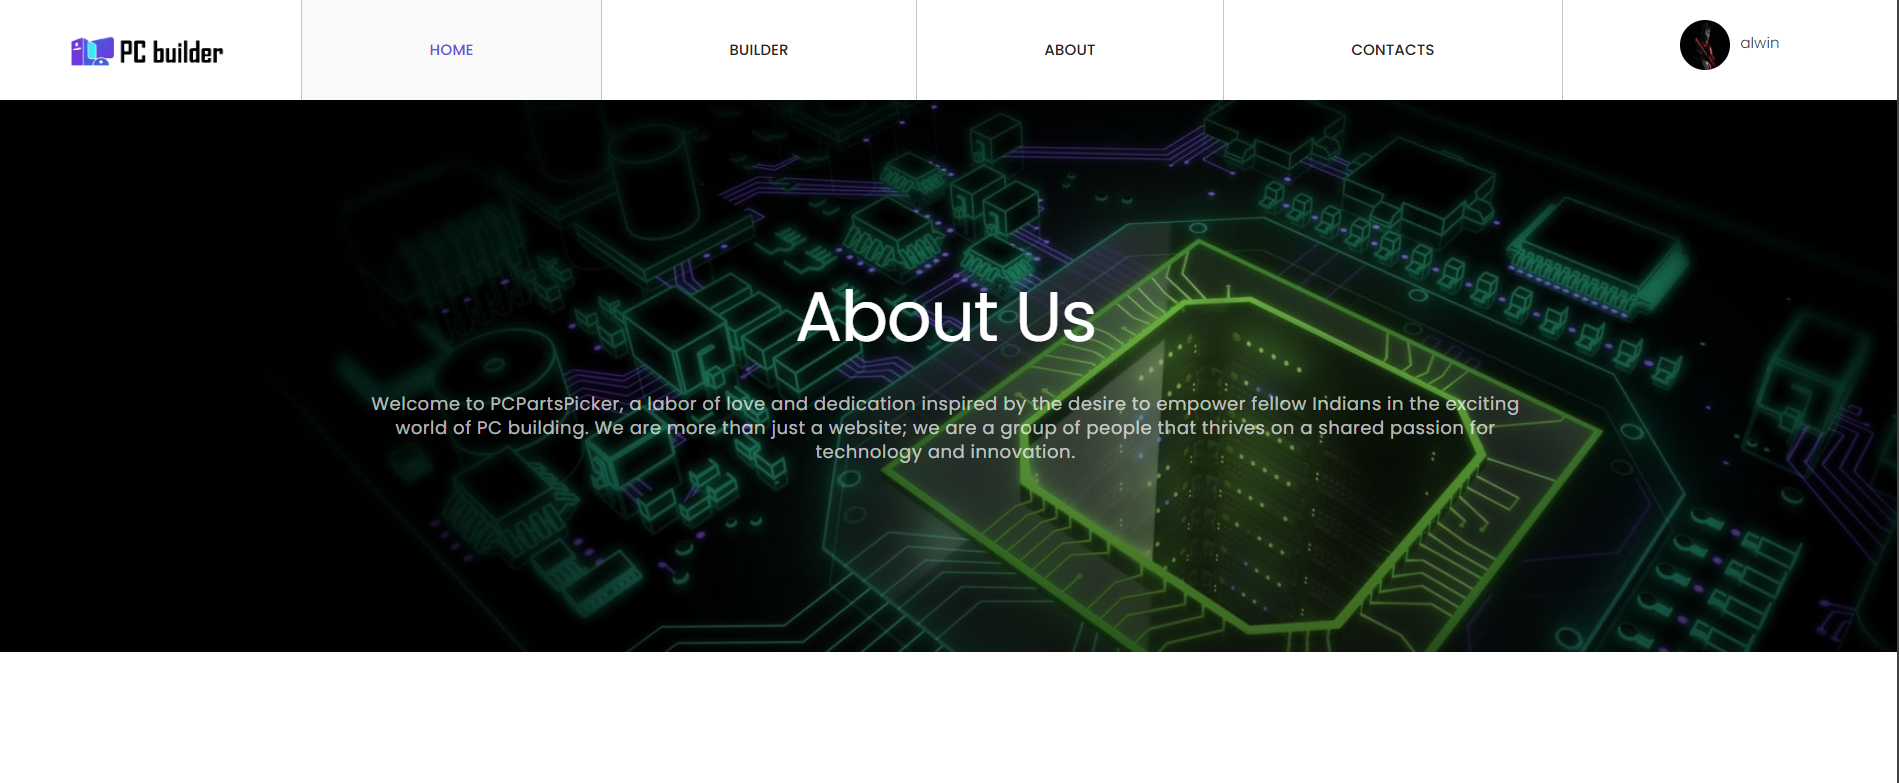 PC builder
HOME
BUILDER
ABOUT
CONTACTS
alwin
About Us
Welcome to PCPartsPicker, a labor of love and dedication inspired by the desire to empower fellow Indians in the exciting
world of PC building. We are more than just a website; we are a group of people that thrives on a shared passion for
technology and innovation.